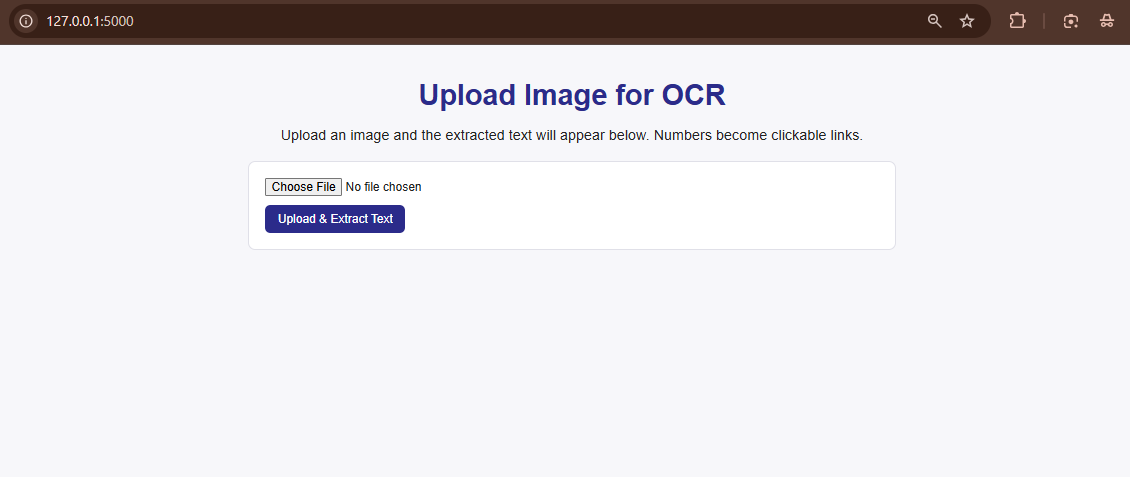 127.0.0.1:5000
Upload Image for OCR
Upload an image and the extracted text will appear below. Numbers become clickable links.
Choose File No file chosen
Upload & Extract Text